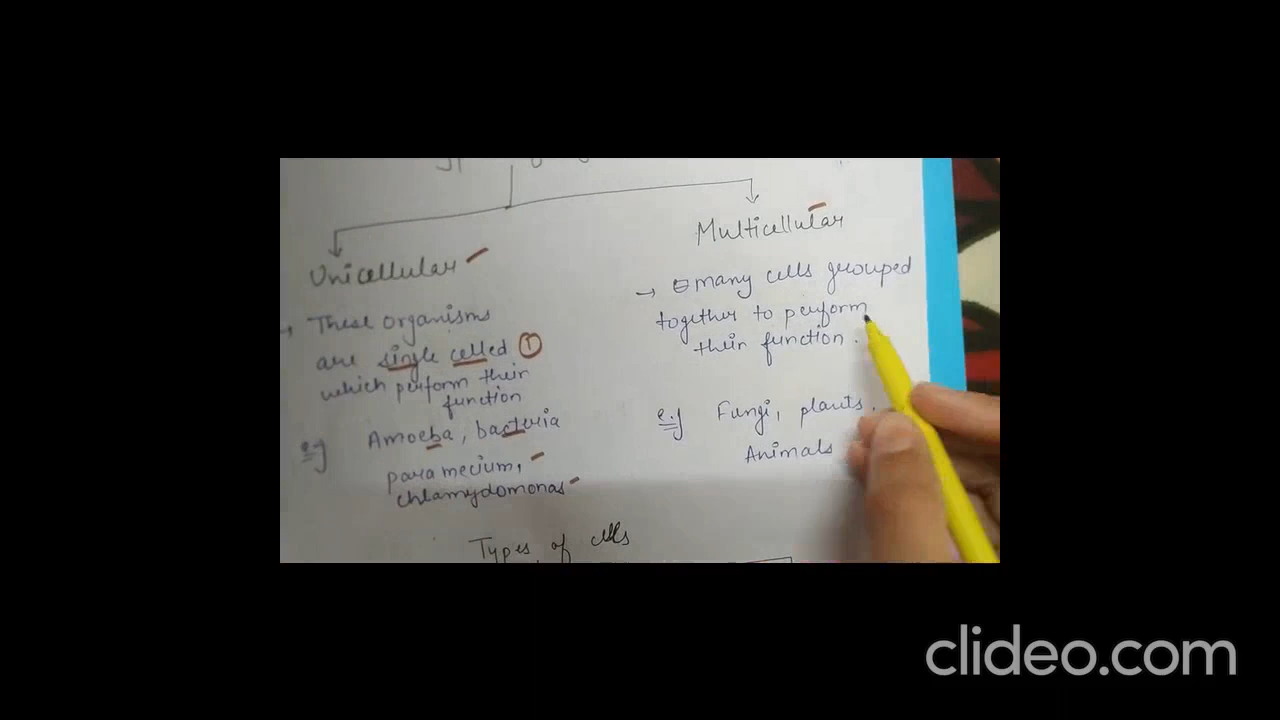 Multicellular
Unicellular
→ many cells grouped
together to perform
their function.
→ These organisms
are single celled ①
which perform their
function
e.g Fungi, plants,
Animals
e.g Amoeba, bacteria
paramecium,
chlamydomonas
Types of cells
clideo.com